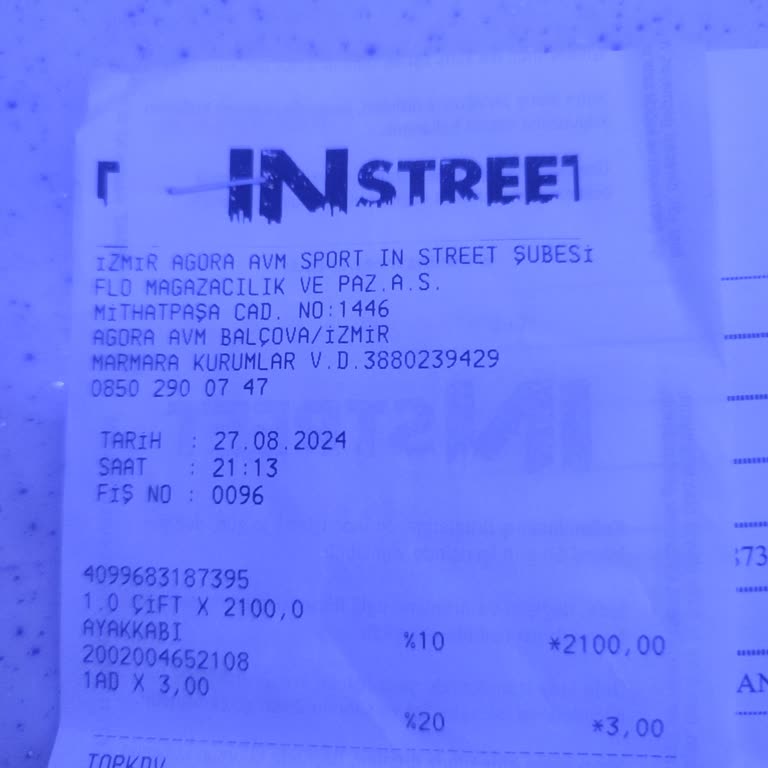 INSTREET
İZMİR AGORA AVM SPORT IN STREET ŞUBESİ
FLO MAGAZACILIK VE PAZ.A.S.
MİTHATPAŞA CAD. NO:1446
AGORA AVM BALÇOVA/İZMİR
MARMARA KURUMLAR V.D.3880239429
0850 290 07 47
TARİH : 27.08.2024
SAAT : 21:13
FİŞ NO : 0096
4099683187395
1.0 ÇİFT X 2100,0
AYAKKABI %10 *2100,00
2002004652108
1AD X 3,00
%20 *3,00